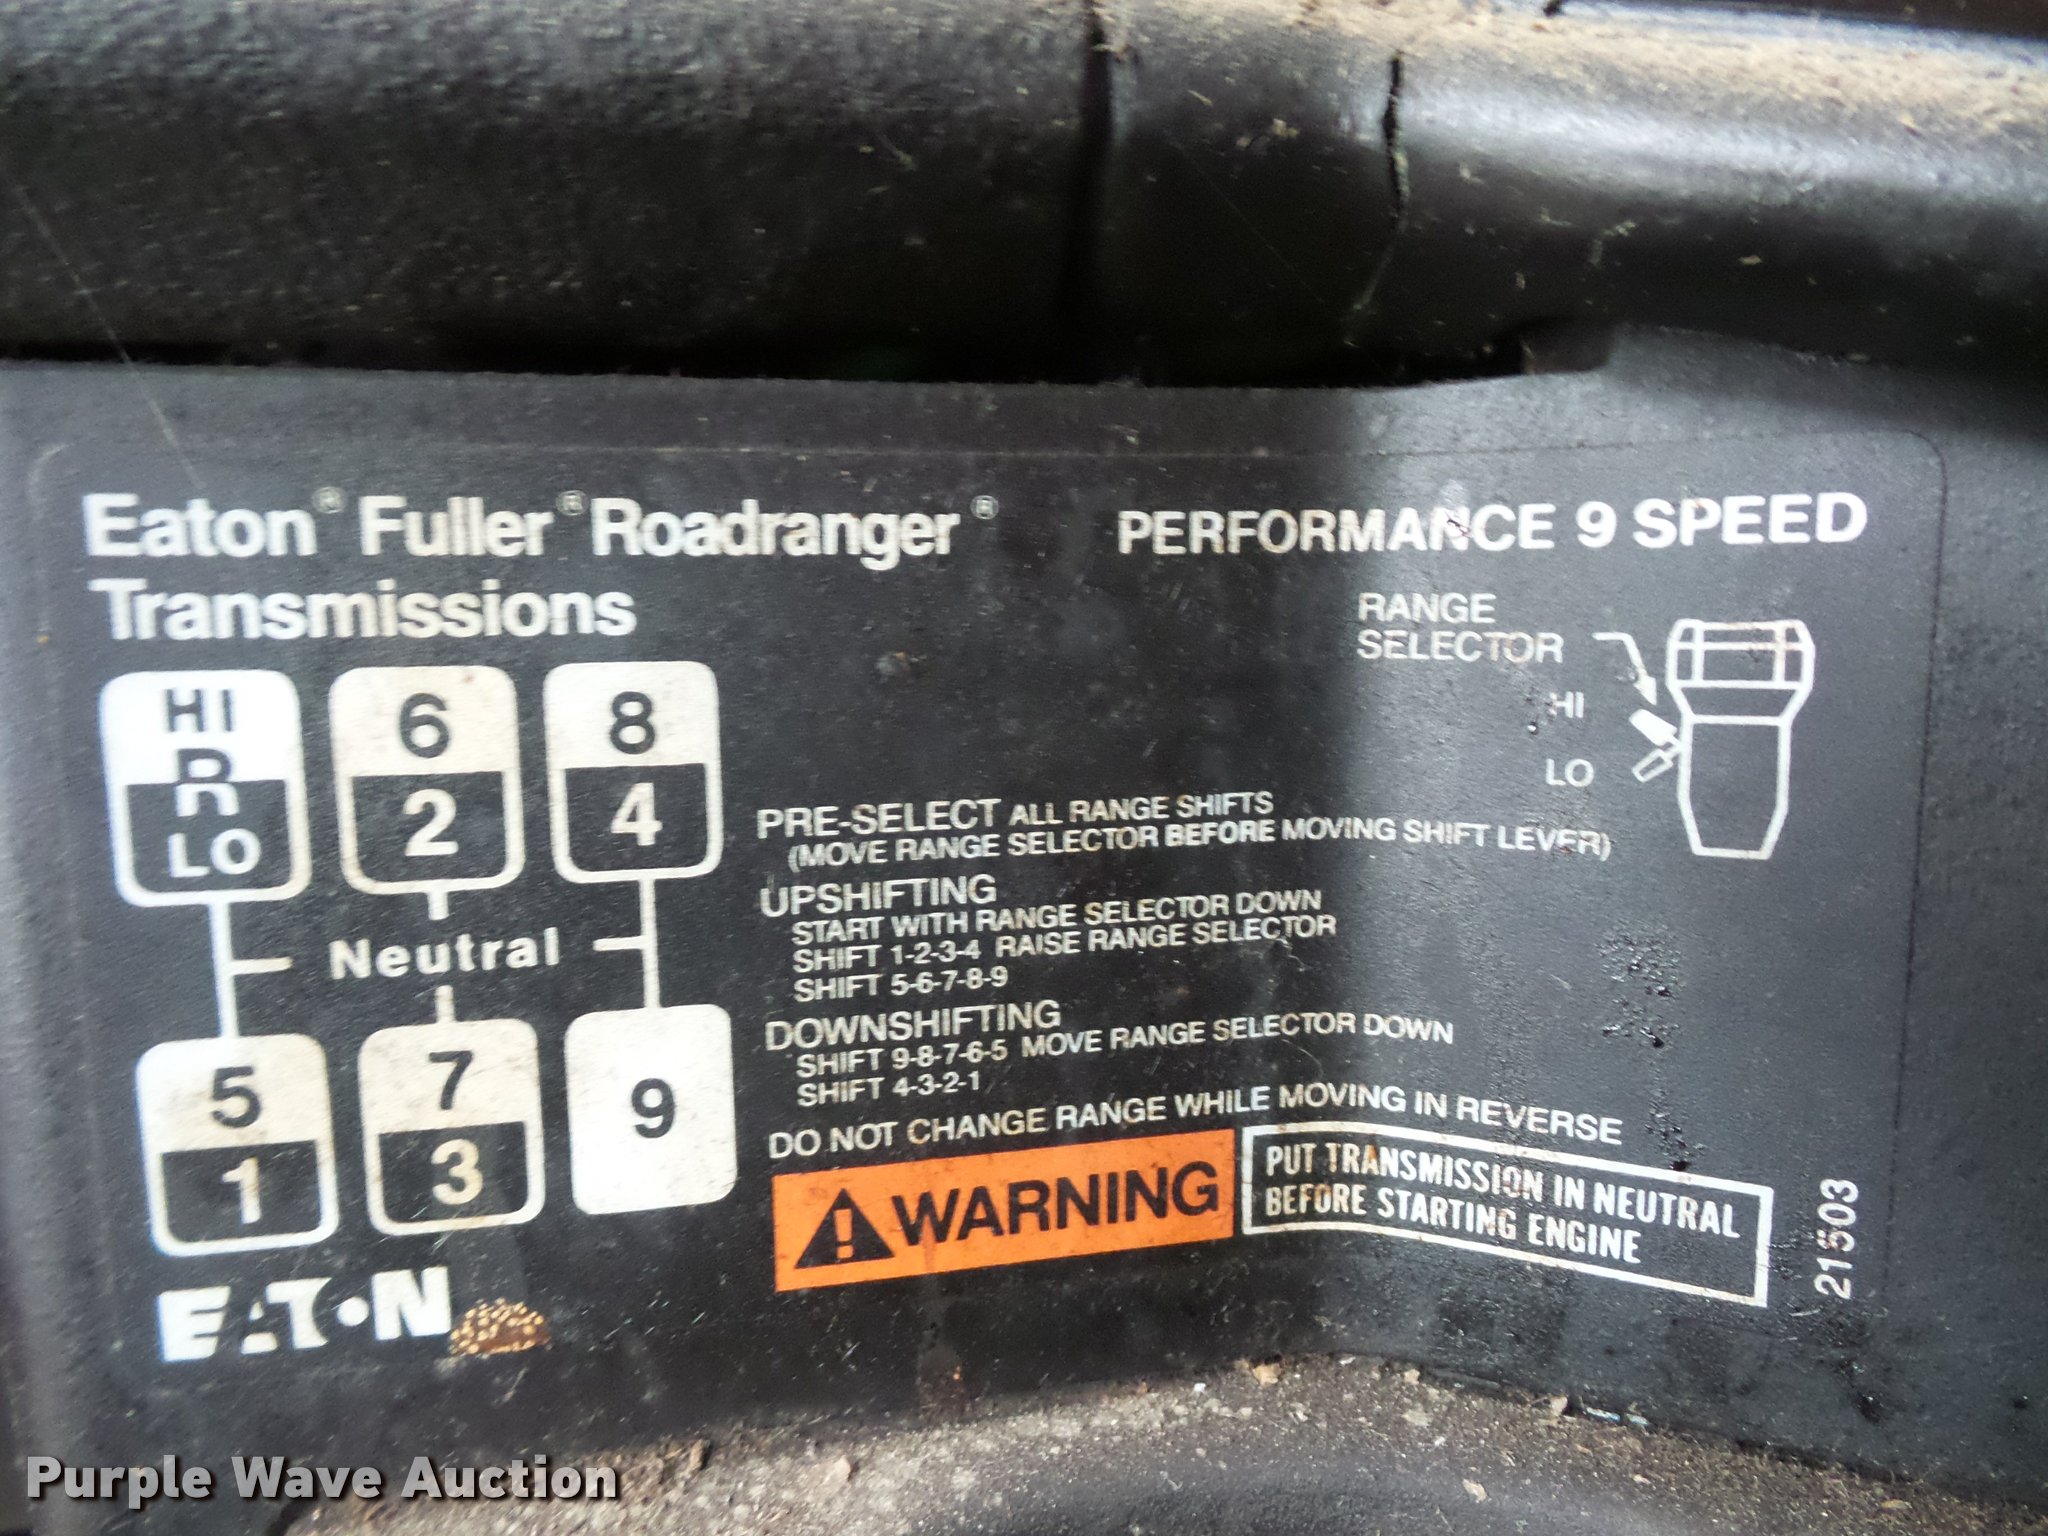 Eaton® Fuller® Roadranger®
Transmissions
PERFORMANCE 9 SPEED
RANGE
SELECTOR
HI
LO
HI
R
LO
6
2
8
4
Neutral
5
1
7
3
9
PRE-SELECT ALL RANGE SHIFTS
(MOVE RANGE SELECTOR BEFORE MOVING SHIFT LEVER)
UPSHIFTING
START WITH RANGE SELECTOR DOWN
SHIFT 1-2-3-4 RAISE RANGE SELECTOR
SHIFT 5-6-7-8-9
DOWNSHIFTING
SHIFT 9-8-7-6-5 MOVE RANGE SELECTOR DOWN
SHIFT 4-3-2-1
DO NOT CHANGE RANGE WHILE MOVING IN REVERSE
WARNING
PUT TRANSMISSION IN NEUTRAL
BEFORE STARTING ENGINE
21503
EATON
Purple Wave Auction